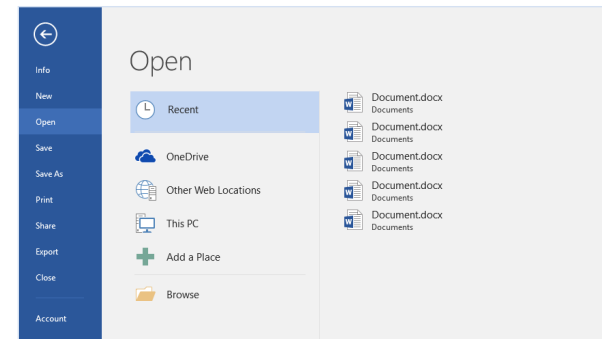 Info
New
Open
Save
Save As
Print
Share
Export
Close
Account
Open
Recent
OneDrive
Other Web Locations
This PC
Add a Place
Browse
Document.docx
Documents
Document.docx
Documents
Document.docx
Documents
Document.docx
Documents
Document.docx
Documents